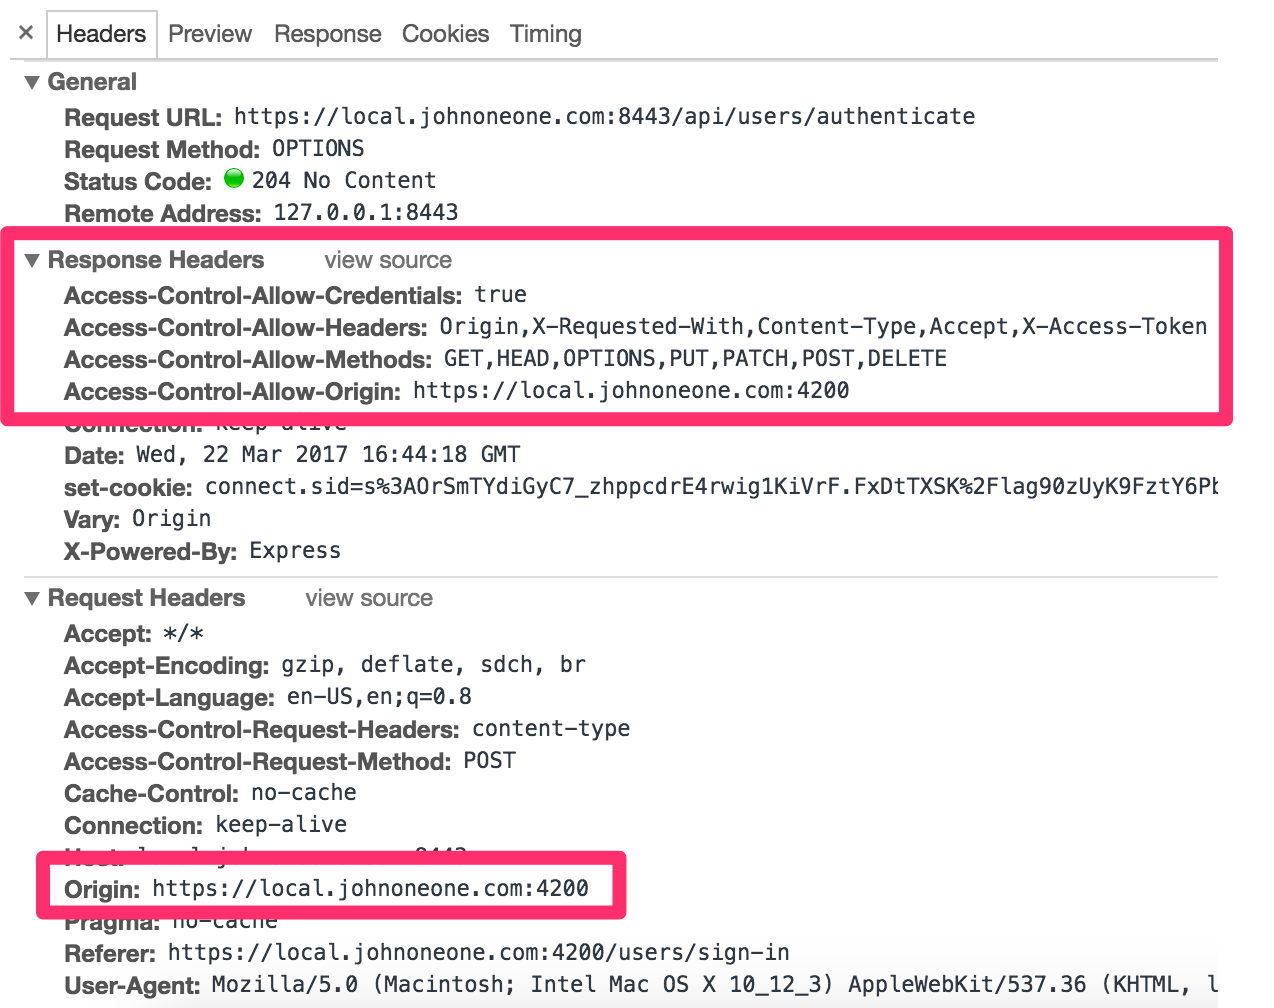 × Headers Preview Response Cookies Timing
▼ General
Request URL: https://local.johnoneone.com:8443/api/users/authenticate
Request Method: OPTIONS
Status Code: 204 No Content
Remote Address: 127.0.0.1:8443
▼ Response Headers view source
Access-Control-Allow-Credentials: true
Access-Control-Allow-Headers: Origin,X-Requested-With,Content-Type,Accept,X-Access-Token
Access-Control-Allow-Methods: GET,HEAD,OPTIONS,PUT,PATCH,POST,DELETE
Access-Control-Allow-Origin: https://local.johnoneone.com:4200
Connection: keep-alive
Date: Wed, 22 Mar 2017 16:44:18 GMT
set-cookie: connect.sid=s%3AOrSmTYdiGyC7_zhppcdrE4rwig1KiVrF.FxDtTXSK%2Flag90zUyK9FztY6Pb
Vary: Origin
X-Powered-By: Express
▼ Request Headers view source
Accept: */*
Accept-Encoding: gzip, deflate, sdch, br
Accept-Language: en-US,en;q=0.8
Access-Control-Request-Headers: content-type
Access-Control-Request-Method: POST
Cache-Control: no-cache
Connection: keep-alive
Origin: https://local.johnoneone.com:4200
Pragma: no-cache
Referer: https://local.johnoneone.com:4200/users/sign-in
User-Agent: Mozilla/5.0 (Macintosh; Intel Mac OS X 10_12_3) AppleWebKit/537.36 (KHTML, l